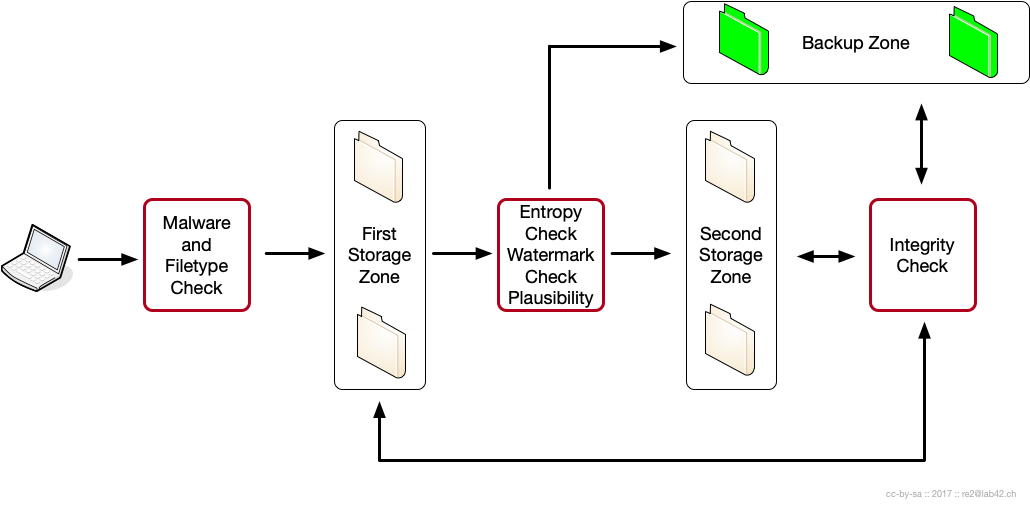 Backup Zone
Malware
and
Filetype
Check
First
Storage
Zone
Entropy
Check
Watermark
Check
Plausibility
Second
Storage
Zone
Integrity
Check
cc-by-sa :: 2017 :: re2@lab42.ch